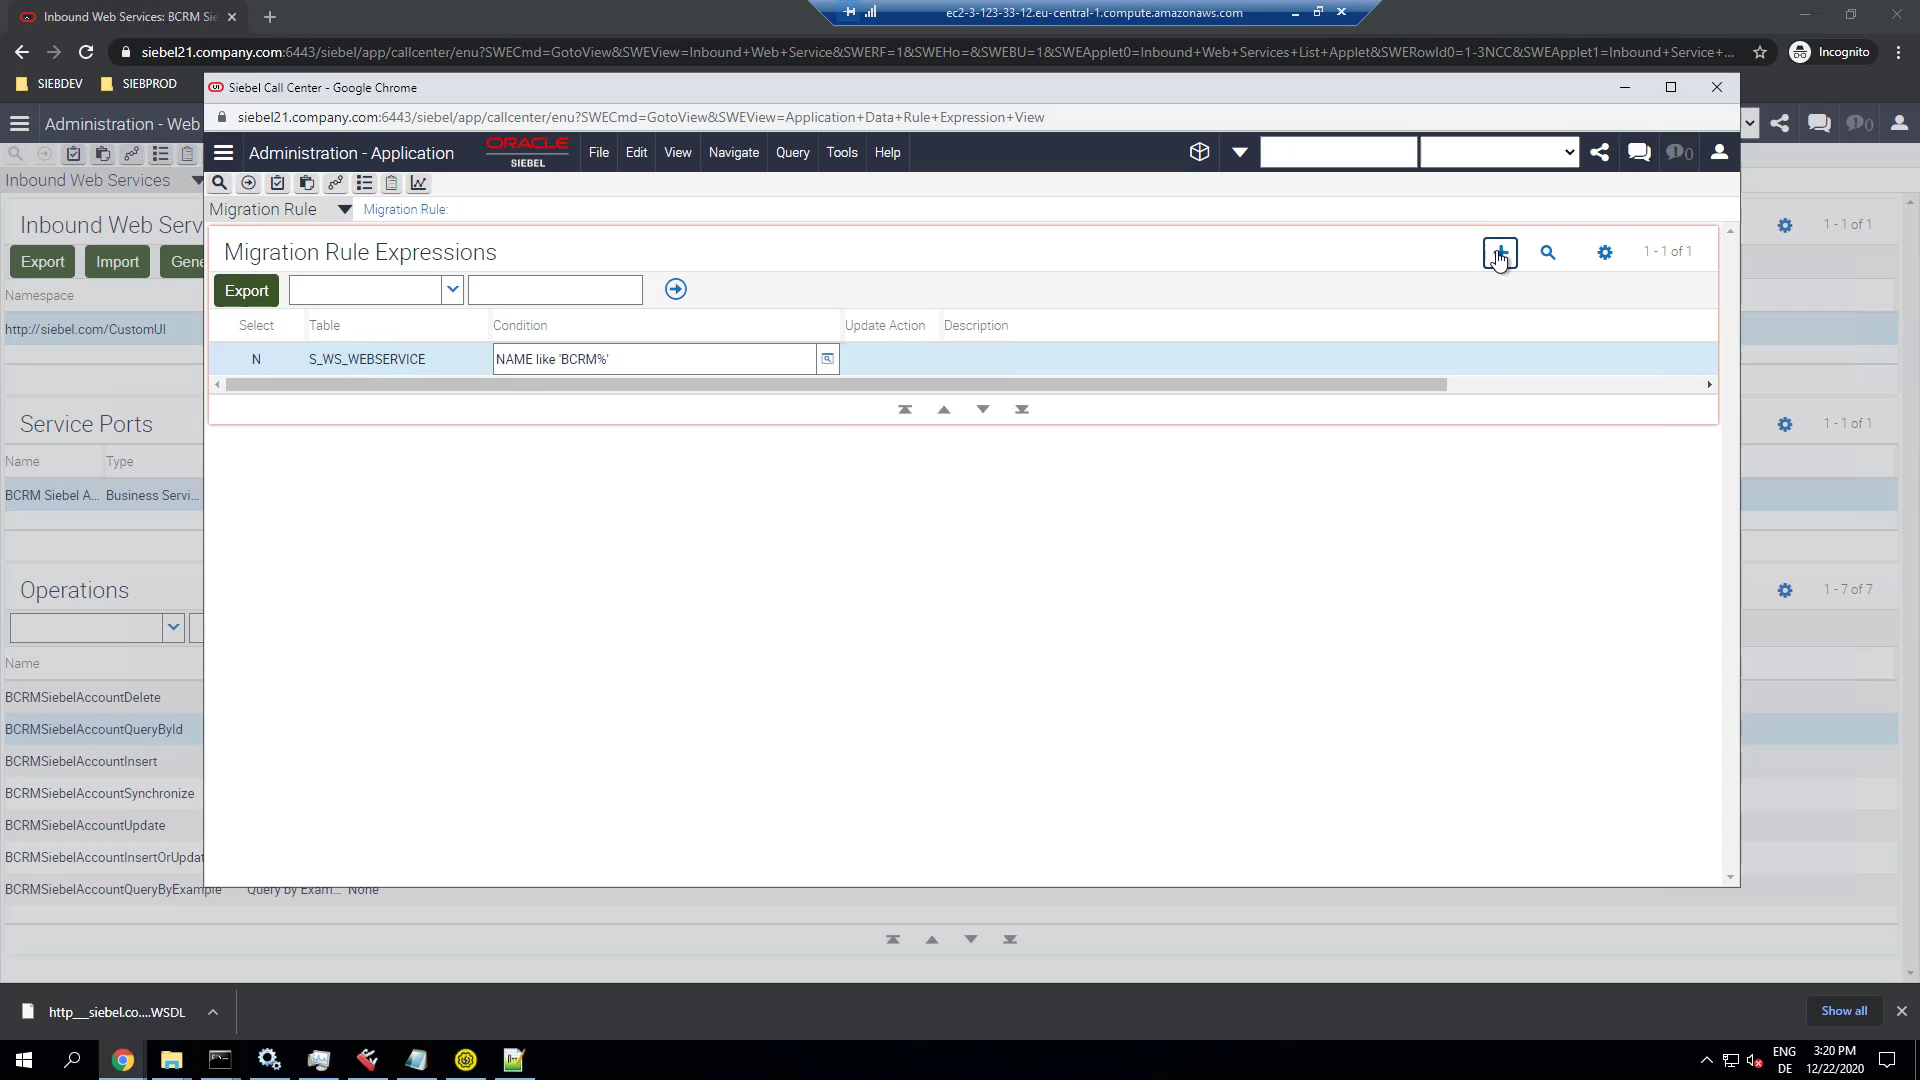 Inbound Web Services: BCRM Sie
ec2-3-123-33-12.eu-central-1.compute.amazonaws.com
siebel21.company.com:6443/siebel/app/callcenter/enu?SWECmd=GotoView&SWEView=Inbound+Web+Service&SWERF=1&SWEHo=&SWEBU=1&SWEApplet0=Inbound+Web+Services+List+Applet&SWERowId0=1-3NCC&SWEApplet1=Inbound+Service+...
Incognito
SIEBDEV
SIEBPROD
Siebel Call Center - Google Chrome
siebel21.company.com:6443/siebel/app/callcenter/enu?SWECmd=GotoView&SWEView=Application+Data+Rule+Expression+View
Administration - Web
0
Administration - Application
ORACLE
SIEBEL
File
Edit
View
Navigate
Query
Tools
Help
0
Inbound Web Services
Migration Rule
Migration Rule:
Inbound Web Serv
1 - 1 of 1
Migration Rule Expressions
1 - 1 of 1
Export
Import
Gene
Export
Namespace
Select
Table
Condition
Update Action
Description
http://siebel.com/CustomUI
N
S_WS_WEBSERVICE
NAME like 'BCRM%'
Service Ports
1 - 1 of 1
Name
Type
BCRM Siebel A...
Business Servi...
Operations
1 - 7 of 7
Name
BCRMSiebelAccountDelete
BCRMSiebelAccountQueryById
BCRMSiebelAccountInsert
BCRMSiebelAccountSynchronize
BCRMSiebelAccountUpdate
BCRMSiebelAccountInsertOrUpdat
BCRMSiebelAccountQueryByExample
Query by Exam...
None
http___siebel.co....WSDL
Show all
ENG
DE
3:20 PM
12/22/2020